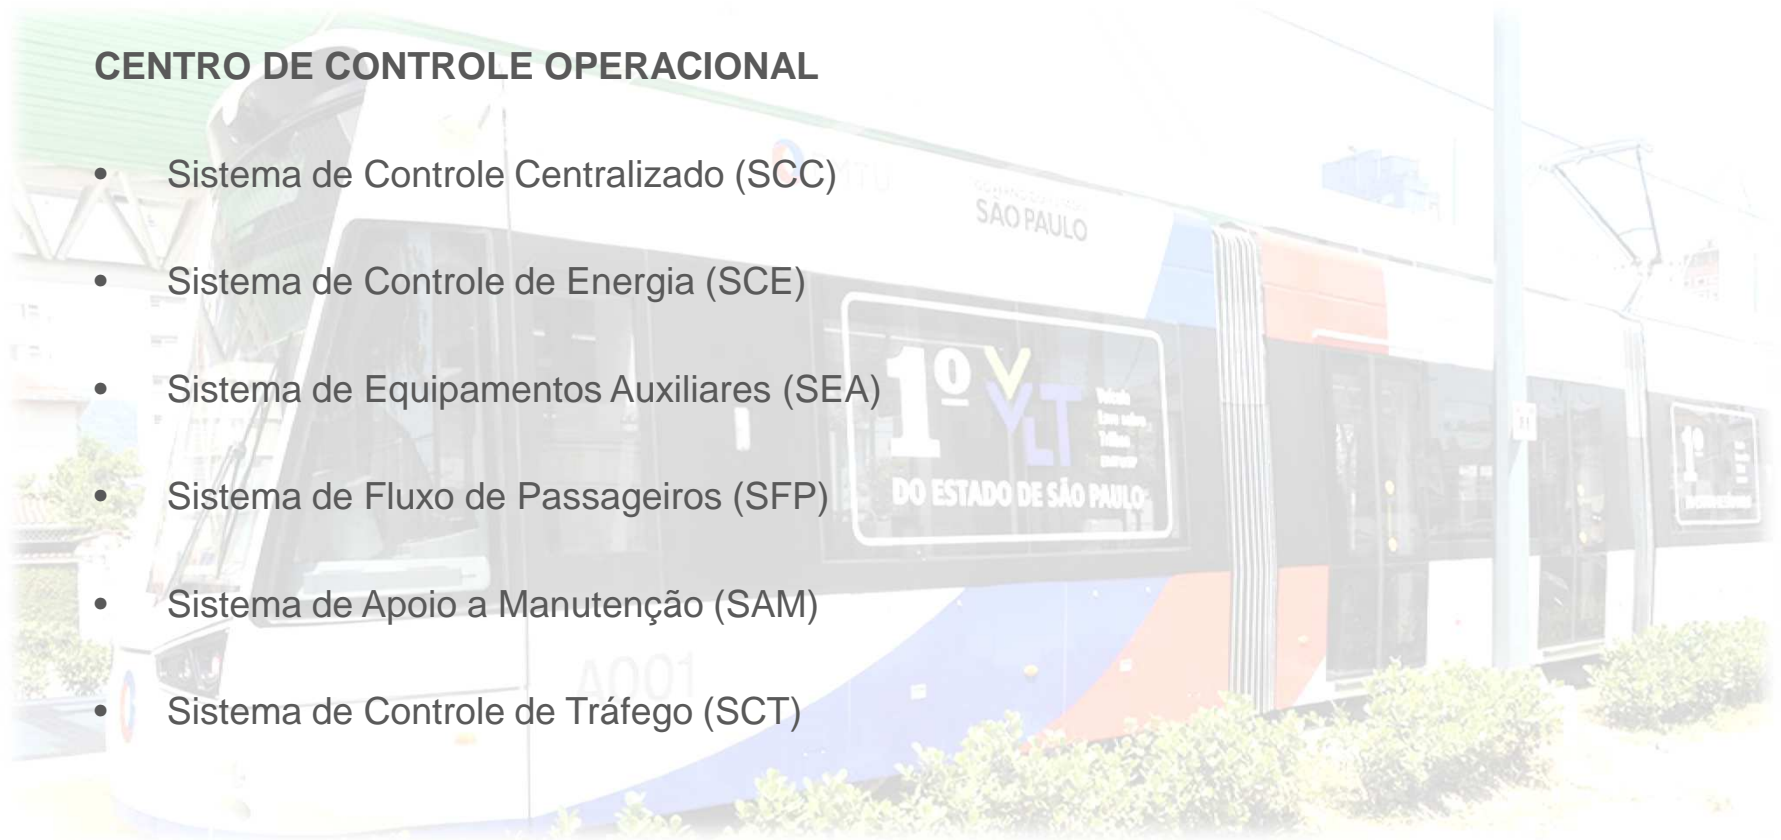 CENTRO DE CONTROLE OPERACIONAL
• Sistema de Controle Centralizado (SCC)
• Sistema de Controle de Energia (SCE)
• Sistema de Equipamentos Auxiliares (SEA)
• Sistema de Fluxo de Passageiros (SFP)
• Sistema de Apoio a Manutenção (SAM)
• Sistema de Controle de Tráfego (SCT)
SÃO PAULO
1º VLT
DO ESTADO DE SÃO PAULO
A001
1º